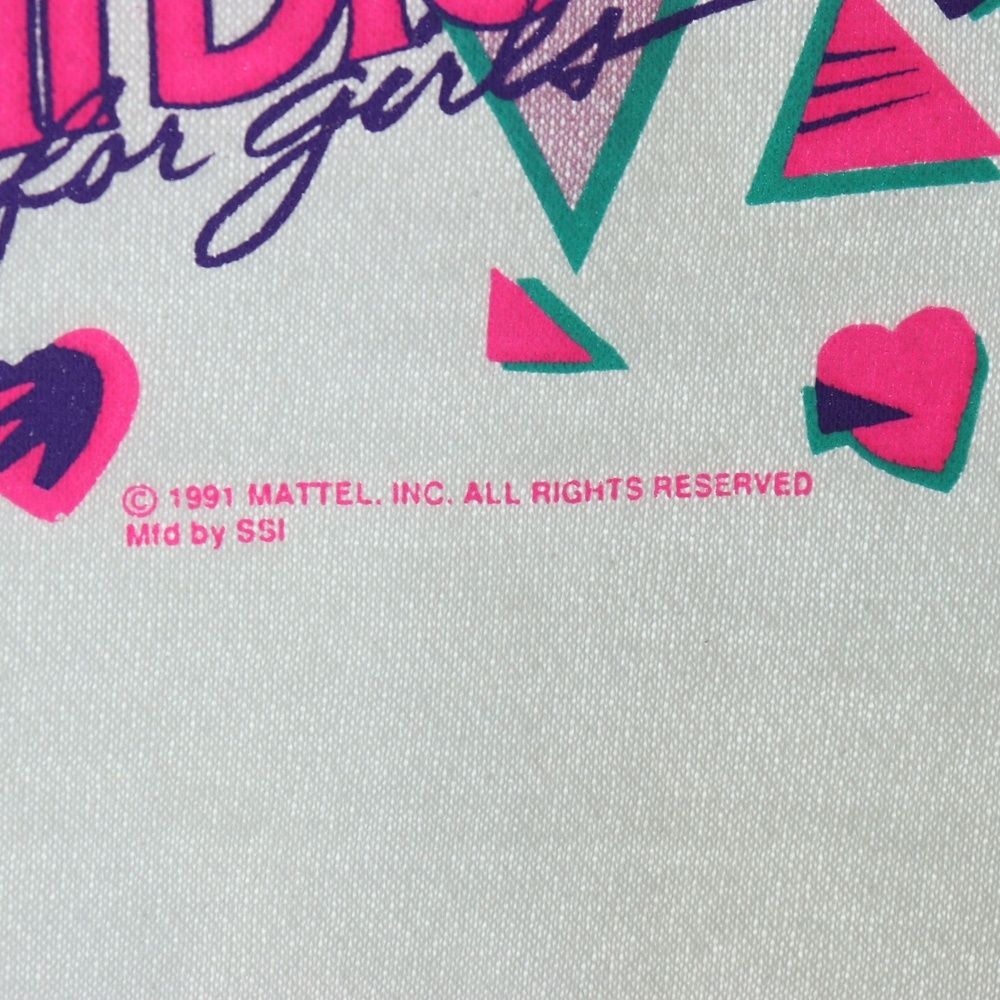 for girls
© 1991 MATTEL. INC. ALL RIGHTS RESERVED
Mfd by SSI